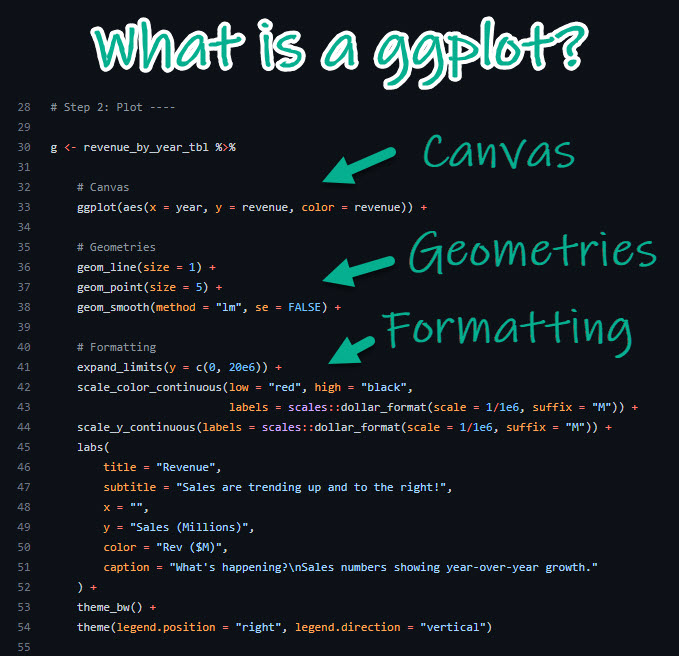 What is a ggplot?
28 # Step 2: Plot ----
29
30 g <- revenue_by_year_tbl %>%
31
Canvas
32     # Canvas
33     ggplot(aes(x = year, y = revenue, color = revenue)) +
34
35     # Geometries
Geometries
36     geom_line(size = 1) +
37     geom_point(size = 5) +
38     geom_smooth(method = "lm", se = FALSE) +
Formatting
39
40     # Formatting
41     expand_limits(y = c(0, 20e6)) +
42     scale_color_continuous(low = "red", high = "black",
43                            labels = scales::dollar_format(scale = 1/1e6, suffix = "M")) +
44     scale_y_continuous(labels = scales::dollar_format(scale = 1/1e6, suffix = "M")) +
45     labs(
46         title = "Revenue",
47         subtitle = "Sales are trending up and to the right!",
48         x = "",
49         y = "Sales (Millions)",
50         color = "Rev ($M)",
51         caption = "What's happening?\nSales numbers showing year-over-year growth."
52     ) +
53     theme_bw() +
54     theme(legend.position = "right", legend.direction = "vertical")
55